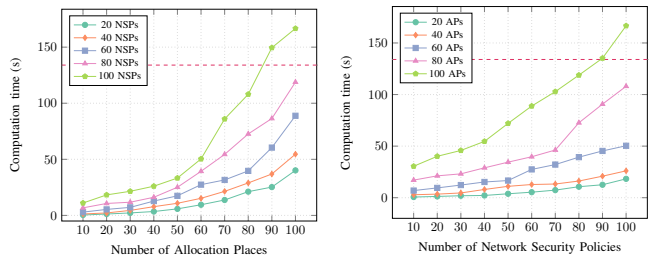 20 NSPs
40 NSPs
60 NSPs
80 NSPs
100 NSPs
Computation time (s)
150
100
50
0
10 20 30 40 50 60 70 80 90 100
Number of Allocation Places
20 APs
40 APs
60 APs
80 APs
100 APs
Computation time (s)
150
100
50
0
10 20 30 40 50 60 70 80 90 100
Number of Network Security Policies